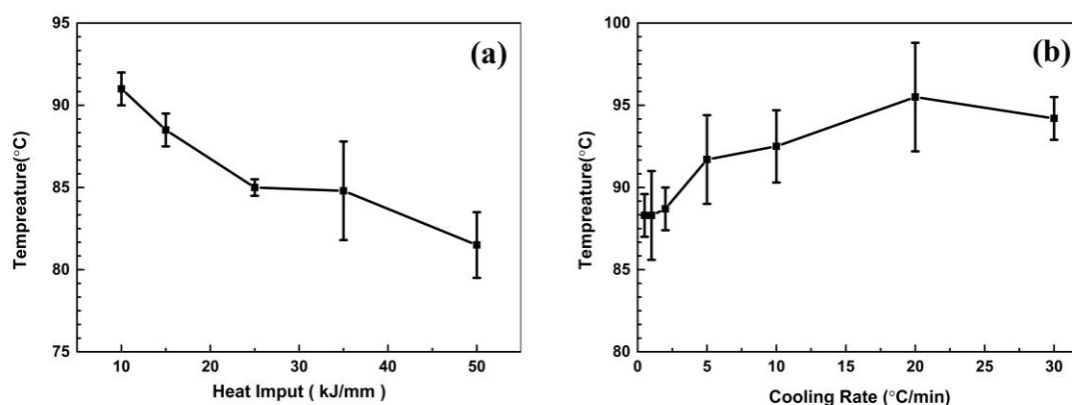 (a)
Tempreature(°C)
95
90
85
80
75
10 20 30 40 50
Heat Imput ( kJ/mm )
(b)
Tempreature(°C)
100
95
90
85
80
0 5 10 15 20 25 30
Cooling Rate (°C/min)